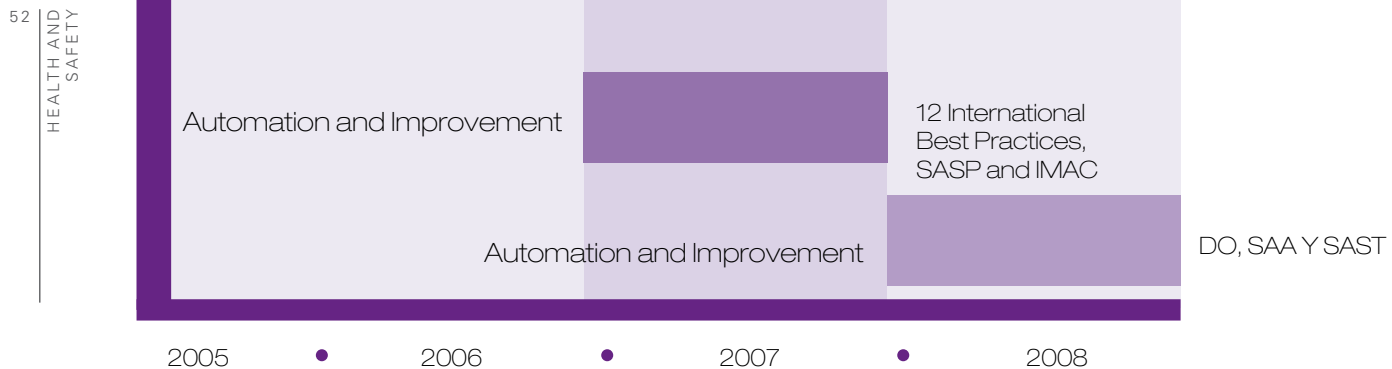 52
HEALTH AND
SAFETY
Automation and Improvement
12 International
Best Practices,
SASP and IMAC
Automation and Improvement
DO, SAA Y SAST
2005 • 2006 • 2007 • 2008